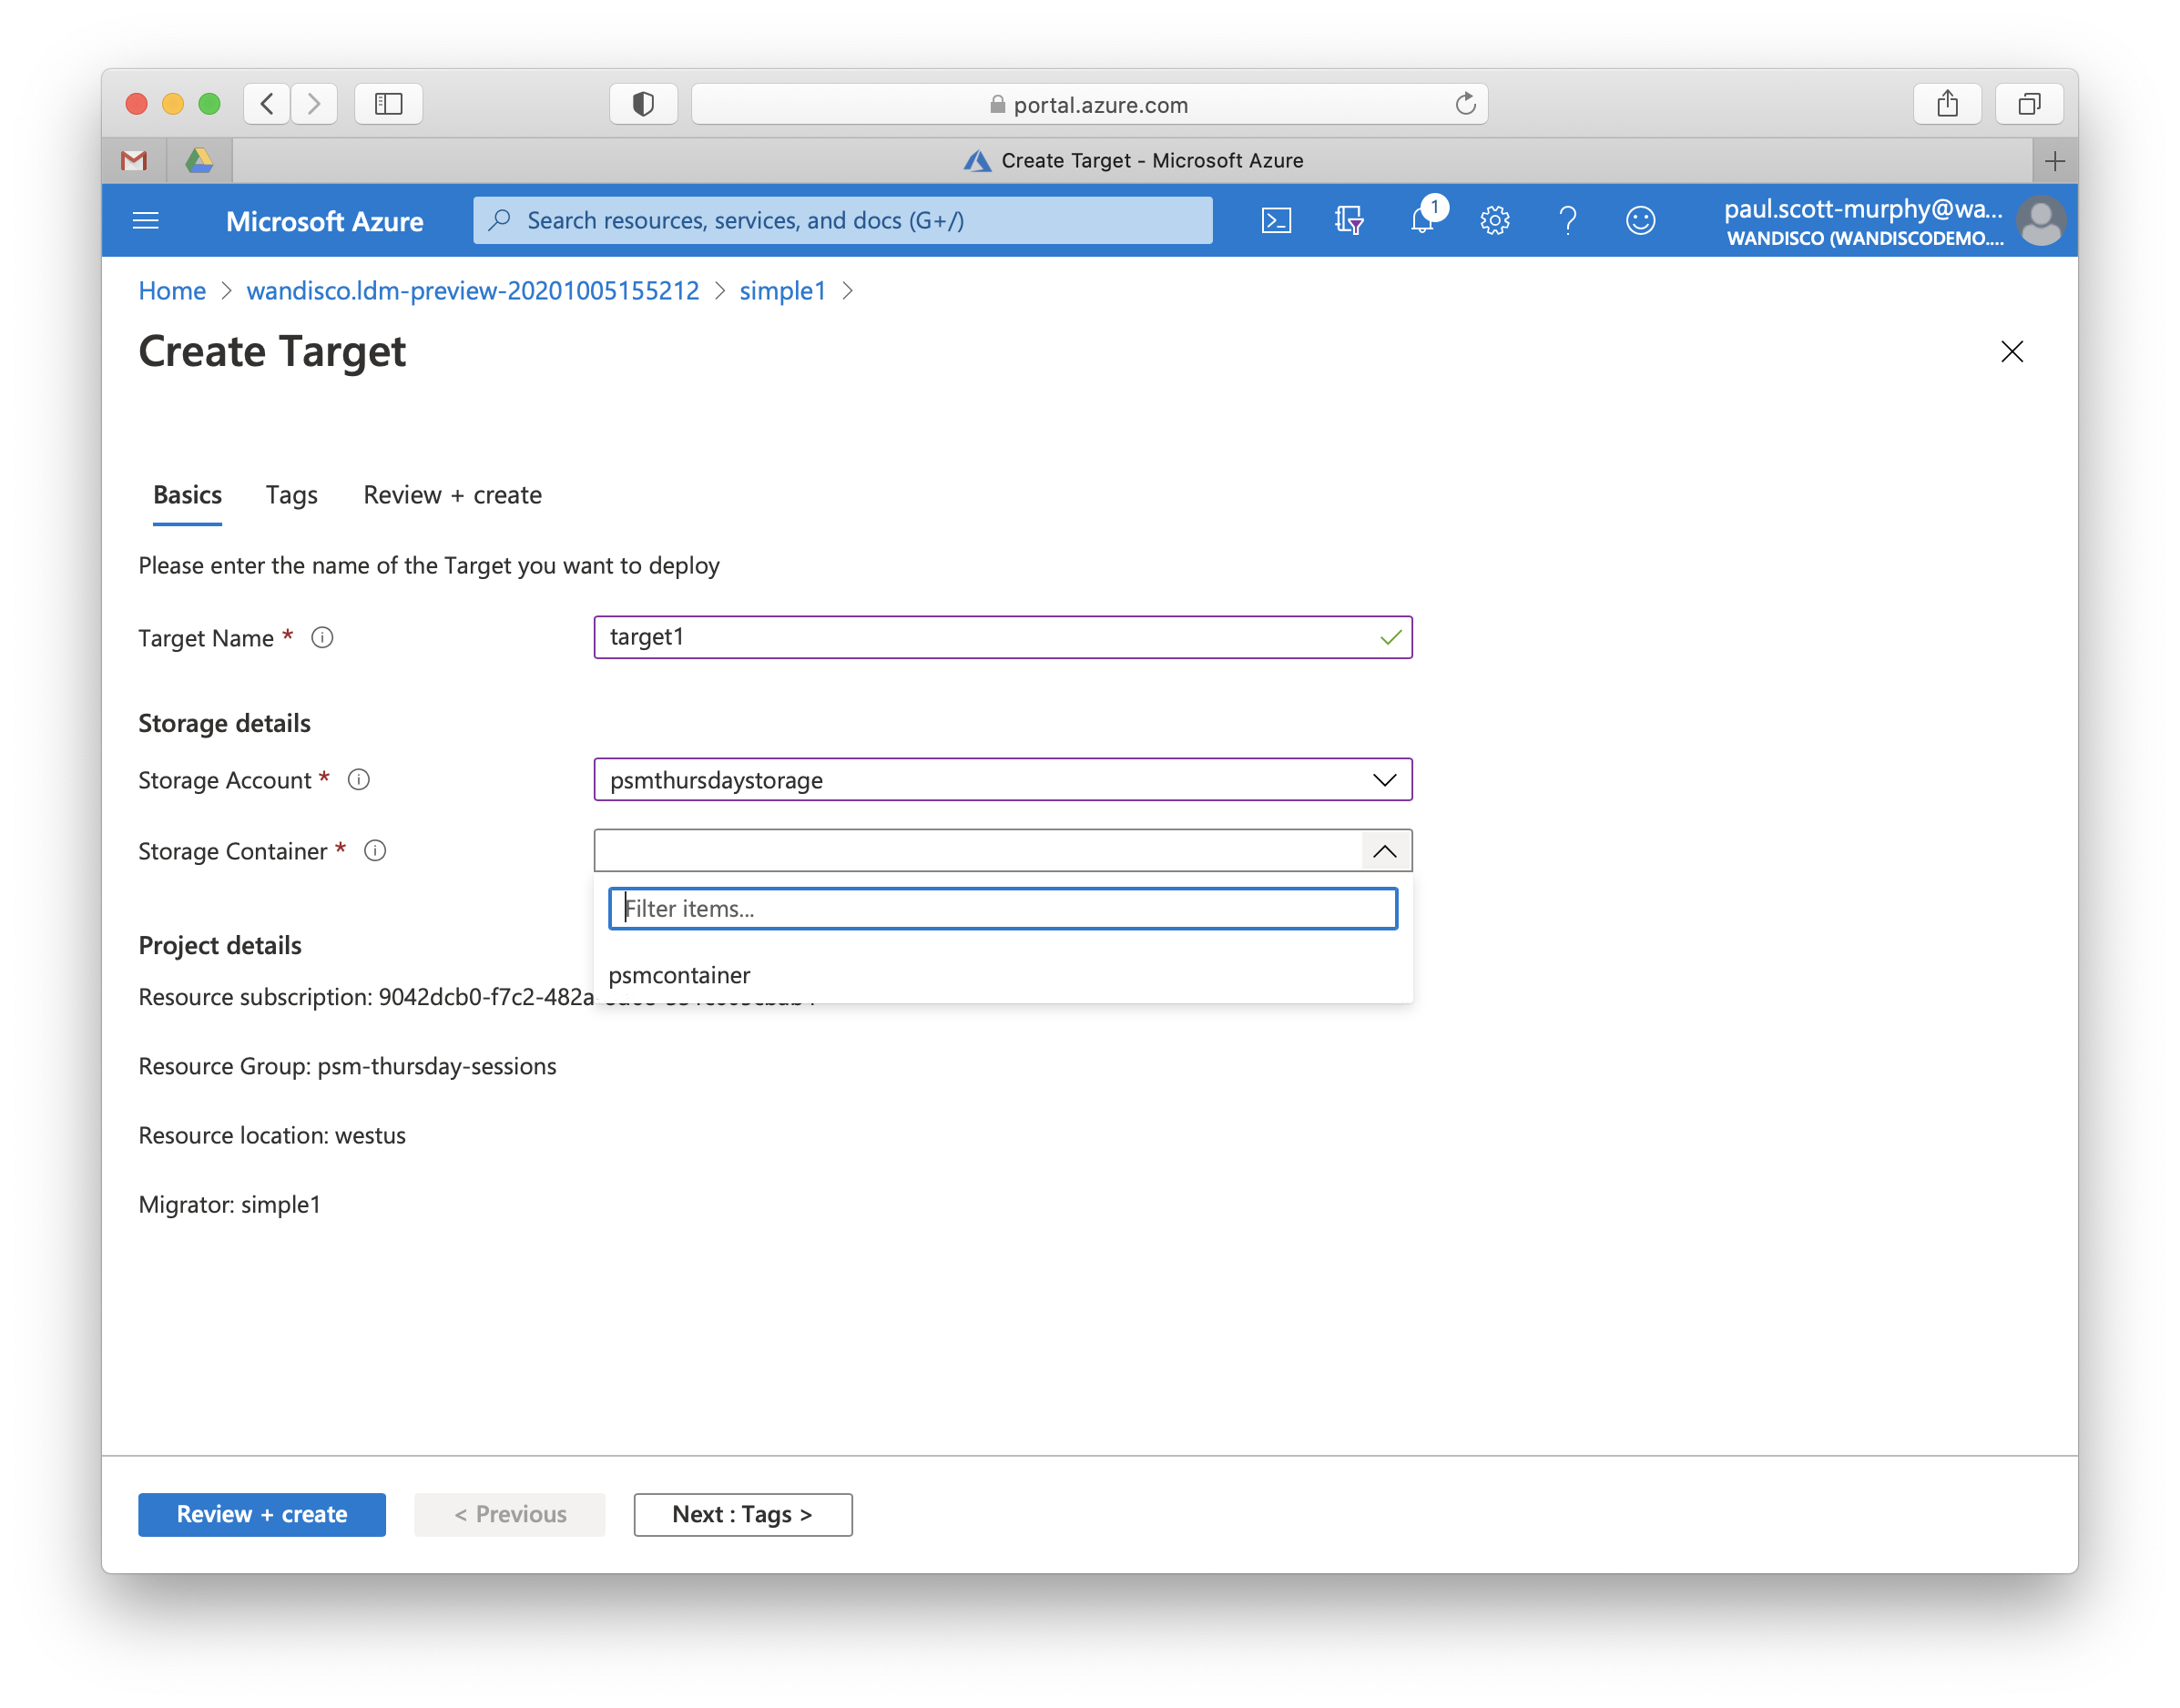 portal.azure.com
Create Target - Microsoft Azure
Microsoft Azure
Search resources, services, and docs (G+/)
1
paul.scott-murphy@wa...
WANDISCO (WANDISCODEMO....
Home > wandisco.ldm-preview-20201005155212 > simple1 >
Create Target
Basics Tags Review + create
Please enter the name of the Target you want to deploy
Target Name *
target1
Storage details
Storage Account *
psmthursdaystorage
Storage Container *
Filter items...
psmcontainer
Project details
Resource subscription: 9042dcb0-f7c2-482a
Resource Group: psm-thursday-sessions
Resource location: westus
Migrator: simple1
Review + create
< Previous
Next : Tags >